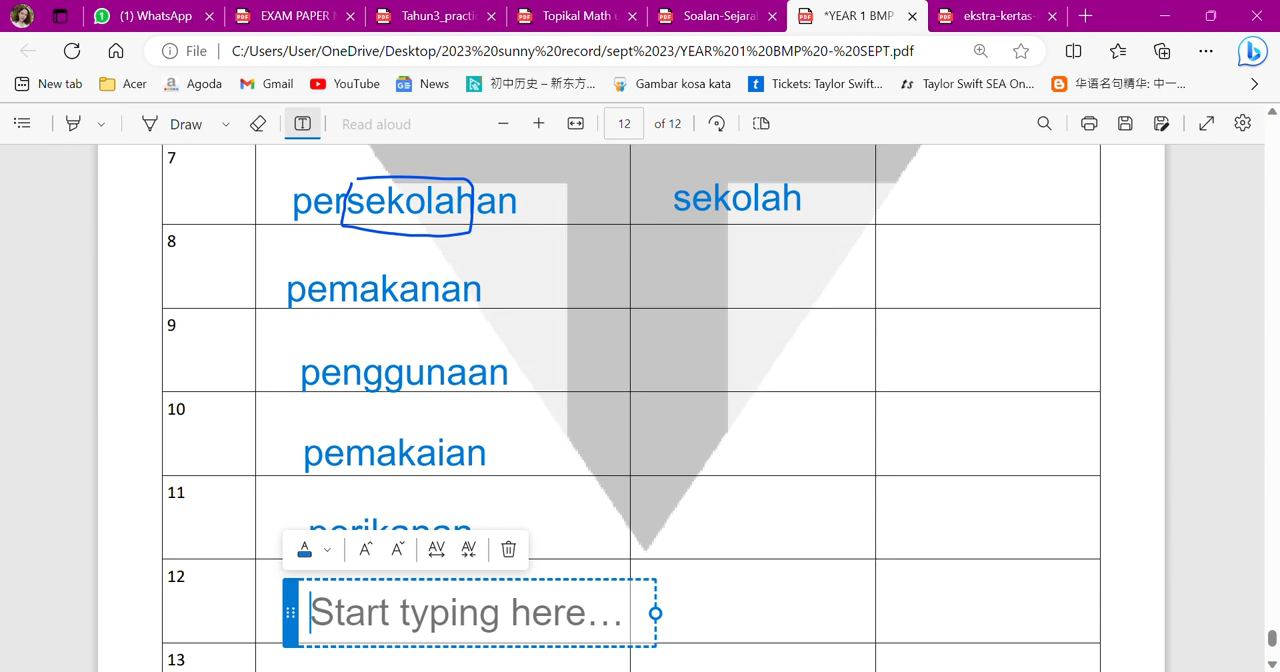 (1) WhatsApp
EXAM PAPER
Tahun3_practi
Topikal Math
Soalan-Sejaral
*YEAR 1 BMP
ekstra-kertas-
File
C:/Users/User/OneDrive/Desktop/2023%20sunny%20record/sept%2023/YEAR%201%20BMP%20-%20SEPT.pdf
New tab
Acer
Agoda
Gmail
YouTube
News
初中历史 – 新东方...
Gambar kosa kata
Tickets: Taylor Swift...
Taylor Swift SEA On...
华语名句精华: 中一...
Draw
Read aloud
12
of 12
7
persekolahan
sekolah
8
pemakanan
9
penggunaan
10
pemakaian
11
perikanan
12
Start typing here...
13